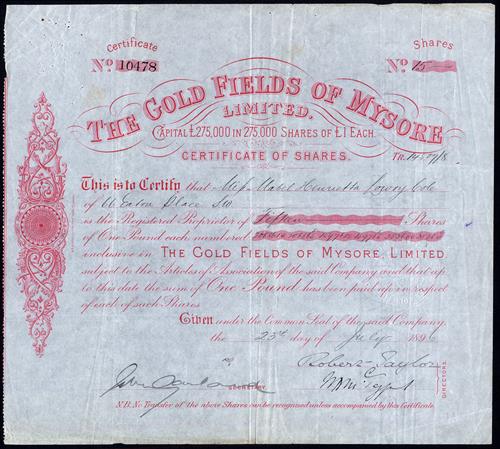 Certificate
No. 10478
Shares
No. 15
THE GOLD FIELDS OF MYSORE
LIMITED.
CAPITAL £275,000 IN 275,000 SHARES OF £1 EACH.
CERTIFICATE OF SHARES.
This is to Certify that Miss Mabel Henrietta Lowry Cole
of 66 Eaton Place SW
is the Registered Proprietor of Fifteen Shares
of One Pound each numbered
inclusive in THE GOLD FIELDS OF MYSORE, LIMITED,
subject to the Articles of Association of the said Company and that up
to this date the sum of One Pound has been paid up in respect
of each of such Shares
Given under the Common Seal of the said Company,
the 23rd day of July 1896
Robert Taylor
DIRECTORS.
SECRETARY
N.B. No Transfer of the above Shares can be recognized unless accompanied by this Certificate